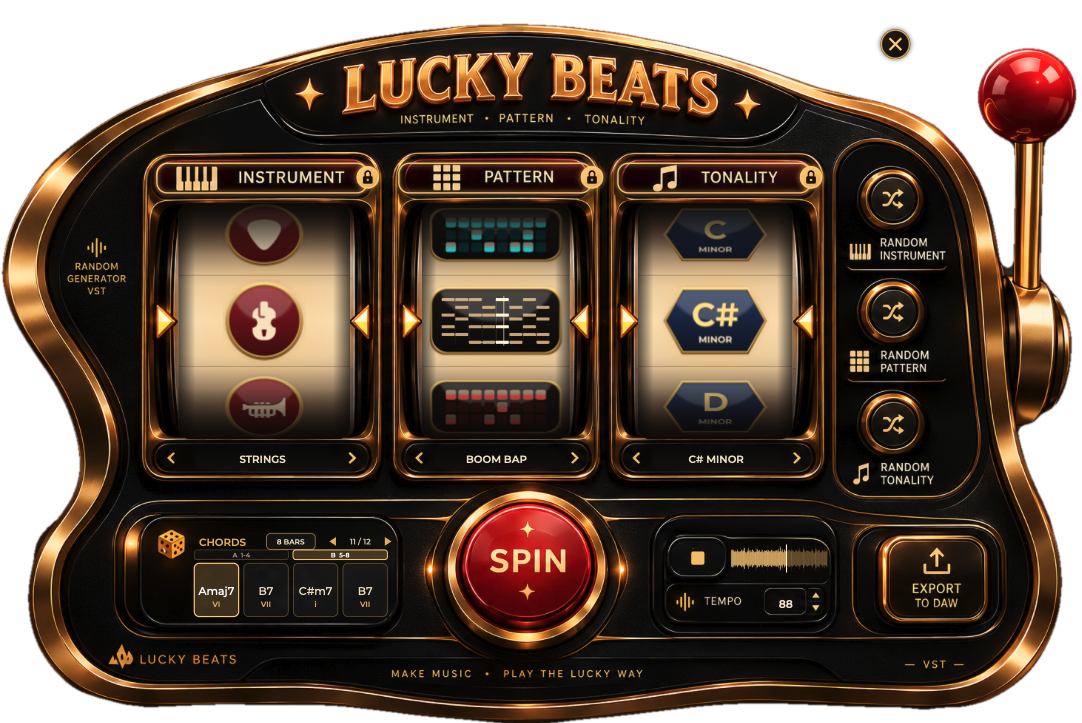 LUCKY BEATS
INSTRUMENT • PATTERN • TONALITY
INSTRUMENT
PATTERN
TONALITY
RANDOM
GENERATOR
VST
C
MINOR
C#
MINOR
D
MINOR
STRINGS
BOOM BAP
C# MINOR
RANDOM
INSTRUMENT
RANDOM
PATTERN
RANDOM
TONALITY
CHORDS
8 BARS
11 / 12
A 1-4
B 5-8
Amaj7
VI
B7
VII
C#m7
i
B7
VII
SPIN
TEMPO
88
EXPORT
TO DAW
LUCKY BEATS
MAKE MUSIC • PLAY THE LUCKY WAY
— VST —